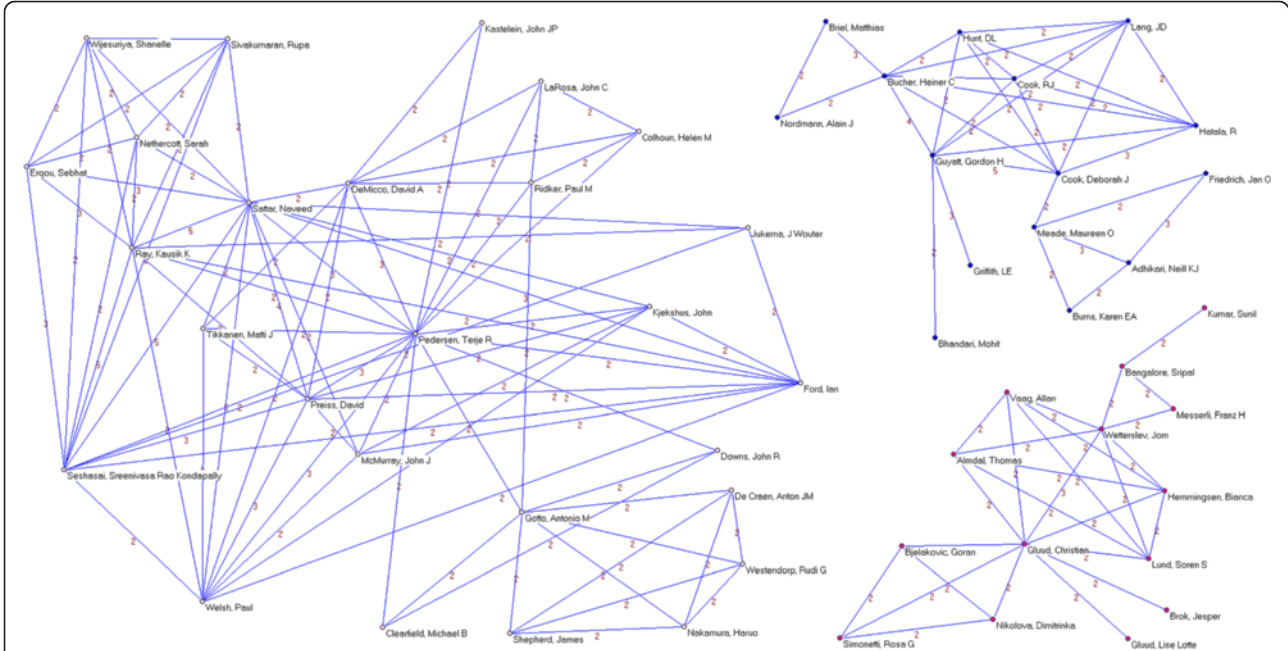 Kastelein, John JP
Wijesuriya, Shanelle
Sivakumaran, Rupa
LaRosa, John C
Colhoun, Helen M
Nethercott, Sarah
Erqou, Sebhat
DeMicco, David A
Ridker, Paul M
Sattar, Naveed
Jukema, J Wouter
Ray, Kausik K
Kjekshus, John
Tikkanen, Matti J
Pedersen, Terje R
Ford, Ian
Preiss, David
McMurray, John J
Downs, John R
Seshasai, Sreenivasa Rao Kondapally
De Craen, Anton JM
Gotto, Antonio M
Westendorp, Rudi G
Welsh, Paul
Clearfield, Michael B
Shepherd, James
Nakamura, Haruo
Briel, Matthias
Hunt, DL
Lang, JD
Bucher, Heiner C
Cook, RJ
Nordmann, Alain J
Hatala, R
Guyatt, Gordon H
Cook, Deborah J
Friedrich, Jan O
Meade, Maureen O
Griffith, LE
Adhikari, Neill KJ
Burns, Karen EA
Bhandari, Mohit
Kumar, Sunil
Bangalore, Sripal
Vaag, Allan
Messerli, Franz H
Wetterslev, Jorn
Almdal, Thomas
Hemmingsen, Bianca
Bjelakovic, Goran
Gluud, Christian
Lund, Soren S
Brok, Jesper
Nikolova, Dimitrinka
Simonetti, Rosa G
Gluud, Lise Lotte